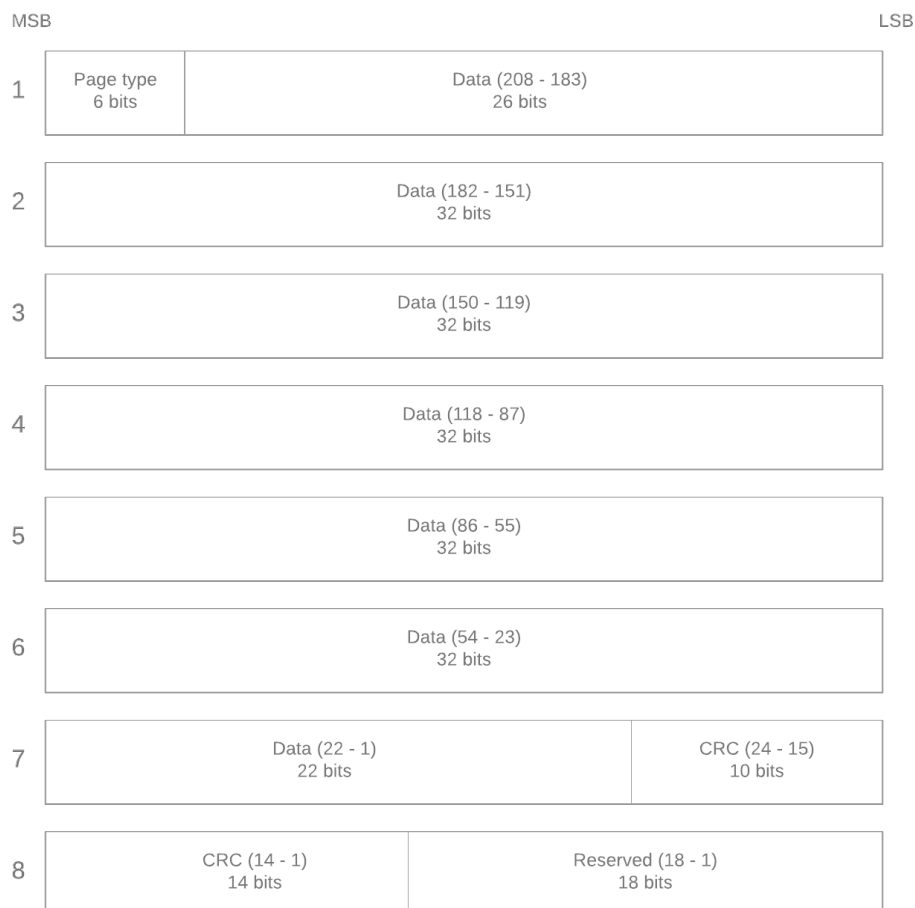 MSB LSB
1 Page type Data (208 - 183)
6 bits 26 bits
2 Data (182 - 151)
32 bits
3 Data (150 - 119)
32 bits
4 Data (118 - 87)
32 bits
5 Data (86 - 55)
32 bits
6 Data (54 - 23)
32 bits
7 Data (22 - 1) CRC (24 - 15)
22 bits 10 bits
8 CRC (14 - 1) Reserved (18 - 1)
14 bits 18 bits